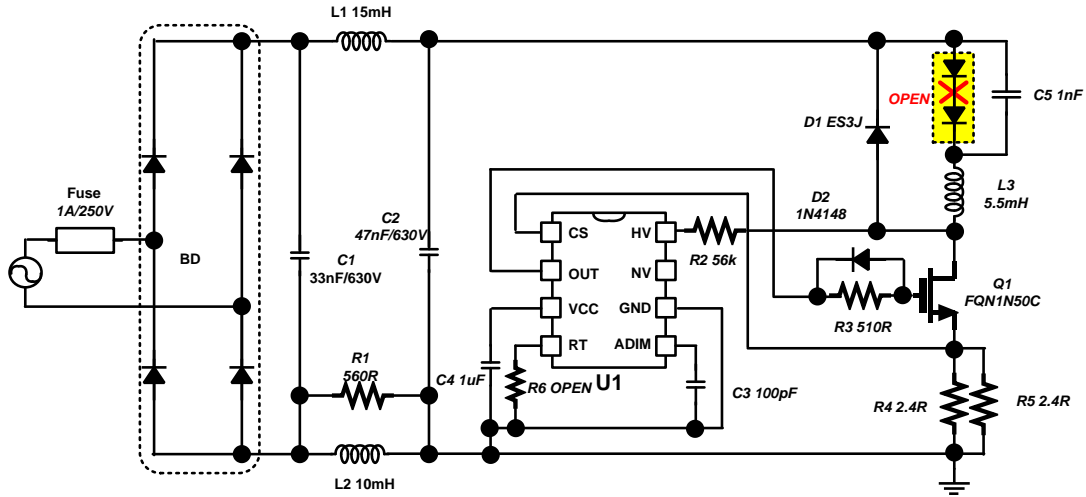 L1 15mH
OPEN
C5 1nF
D1 ES3J
L3
5.5mH
Fuse
1A/250V
C2
47nF/630V
D2
1N4148
CS
HV
R2 56k
BD
C1
33nF/630V
OUT
NV
Q1
FQN1N50C
VCC
GND
R3 510R
RT
ADIM
R1
560R
C4 1uF
R6 OPEN
U1
C3 100pF
R4 2.4R
R5 2.4R
L2 10mH